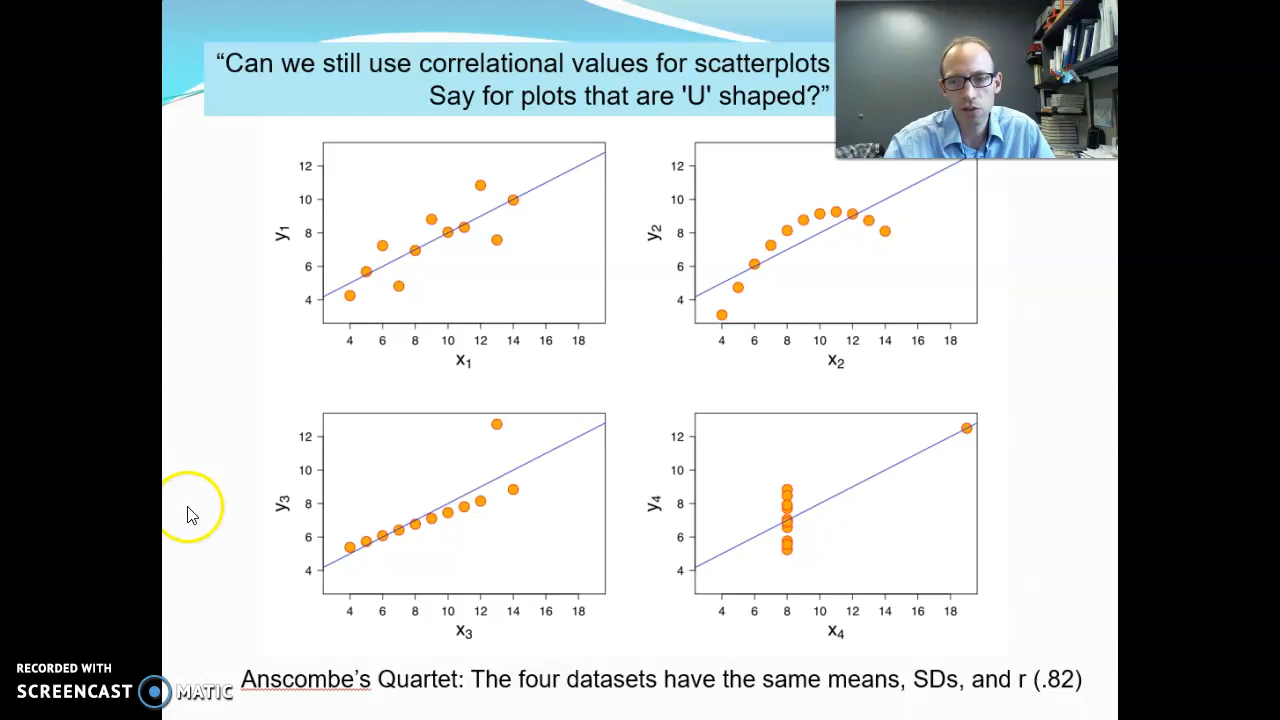 “Can we still use correlational values for scatterplots
Say for plots that are 'U' shaped?”
12
10
8
6
4
y1
4 6 8 10 12 14 16 18
x1
12
10
8
6
4
y2
4 6 8 10 12 14 16 18
x2
12
10
8
6
4
y3
4 6 8 10 12 14 16 18
x3
12
10
8
6
4
y4
4 6 8 10 12 14 16 18
x4
Anscombe’s Quartet: The four datasets have the same means, SDs, and r (.82)
RECORDED WITH
SCREENCAST MATIC